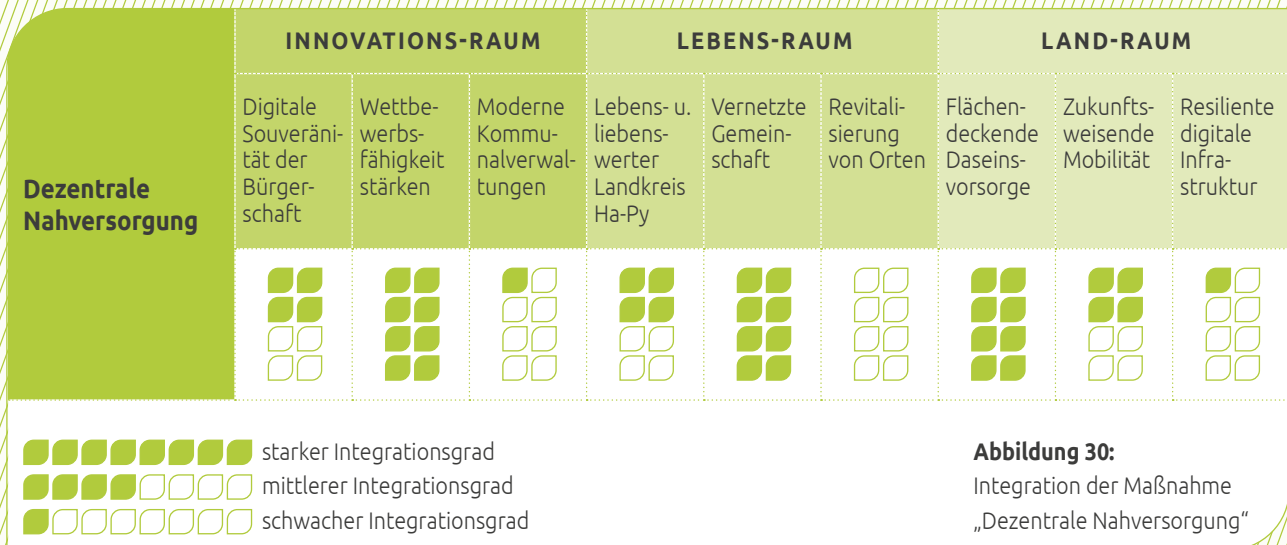 Dezentrale
Nahversorgung
INNOVATIONS-RAUM
LEBENS-RAUM
LAND-RAUM
Digitale
Souveräni-
tät der
Bürger-
schaft
Wettbe-
werbs-
fähigkeit
stärken
Moderne
Kommu-
nalverwal-
tungen
Lebens- u.
liebens-
werter
Landkreis
Ha-Py
Vernetzte
Gemein-
schaft
Revitali-
sierung
von Orten
Flächen-
deckende
Daseins-
vorsorge
Zukunfts-
weisende
Mobilität
Resiliente
digitale
Infra-
struktur
starker Integrationsgrad
mittlerer Integrationsgrad
schwacher Integrationsgrad
Abbildung 30:
Integration der Maßnahme
„Dezentrale Nahversorgung“